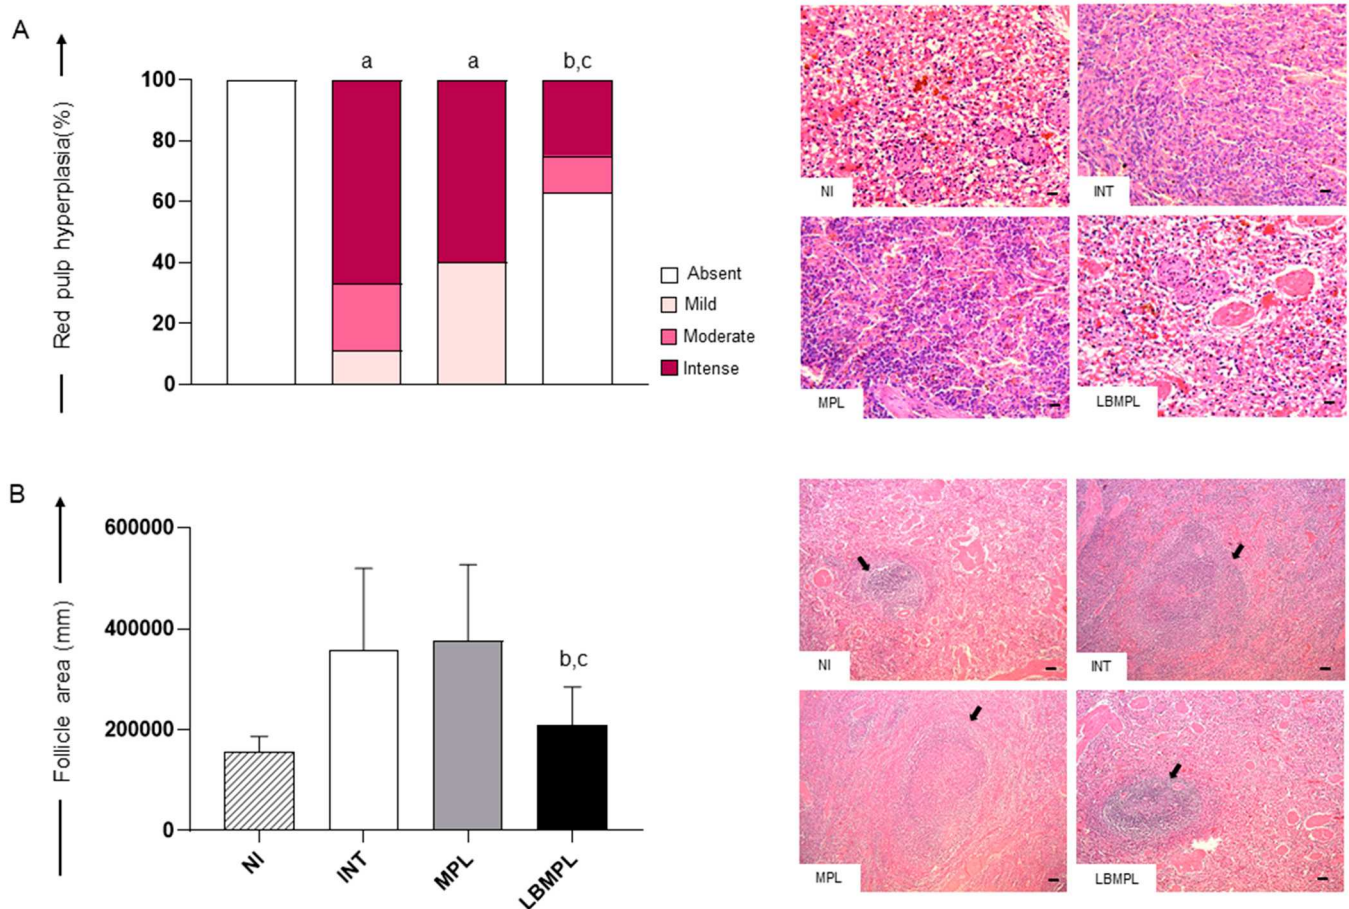 A
Red pulp hyperplasia(%)
100
80
60
40
20
0
a
a
b,c
Absent
Mild
Moderate
Intense
NI
INT
MPL
LBMPL
B
Follicle area (mm)
600000
400000
200000
0
b,c
NI
INT
MPL
LBMPL
NI
INT
MPL
LBMPL